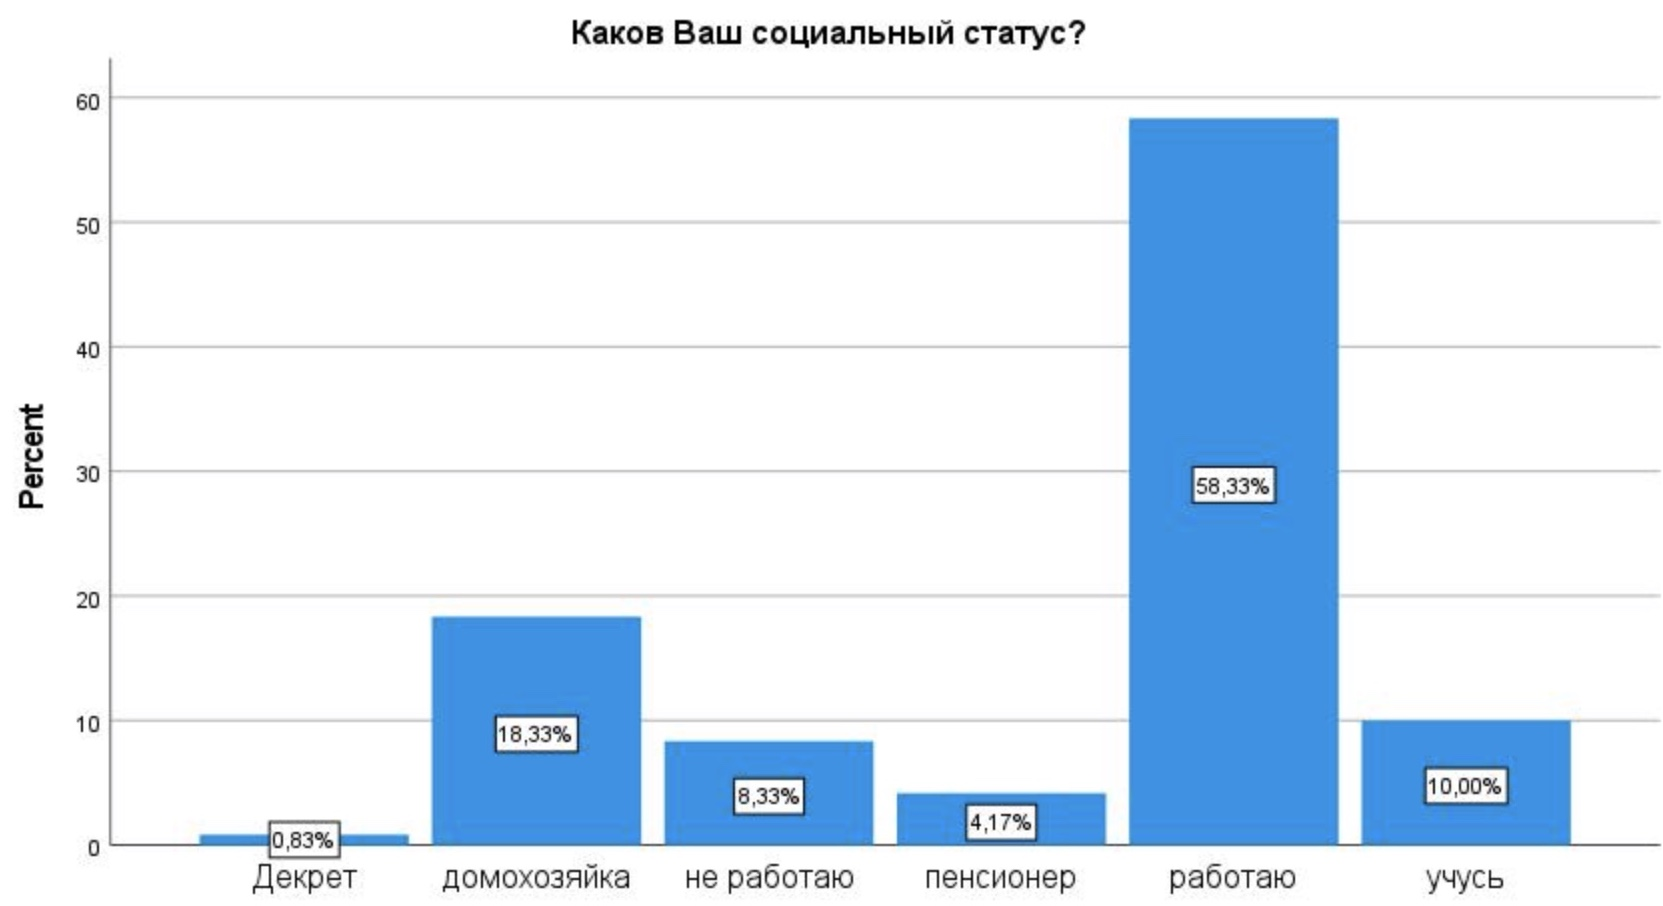 Каков Ваш социальный статус?
Percent
60
50
40
30
20
10
0
0,83%
18,33%
8,33%
4,17%
58,33%
10,00%
Декрет
домохозяйка
не работаю
пенсионер
работаю
учусь